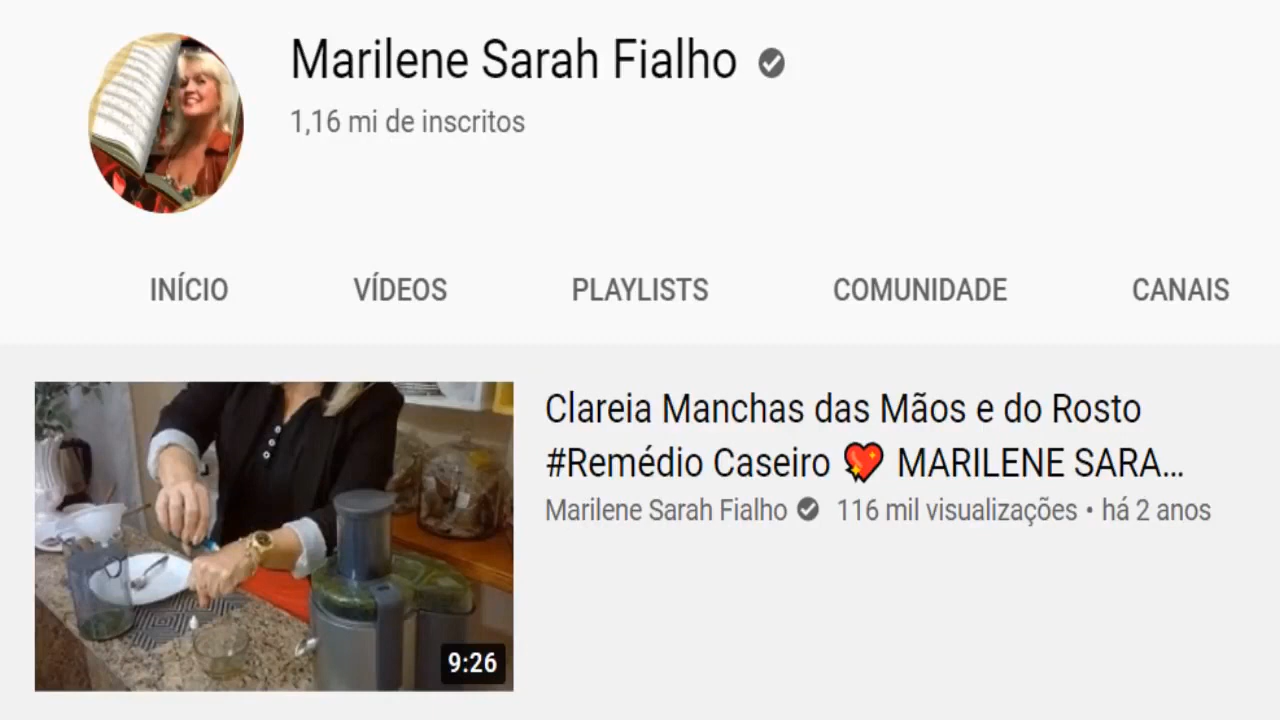 Marilene Sarah Fialho
1,16 mi de inscritos
INÍCIO VÍDEOS PLAYLISTS COMUNIDADE CANAIS
Clareia Manchas das Mãos e do Rosto
#Remédio Caseiro 💖 MARILENE SARA...
Marilene Sarah Fialho 116 mil visualizações • há 2 anos
9:26